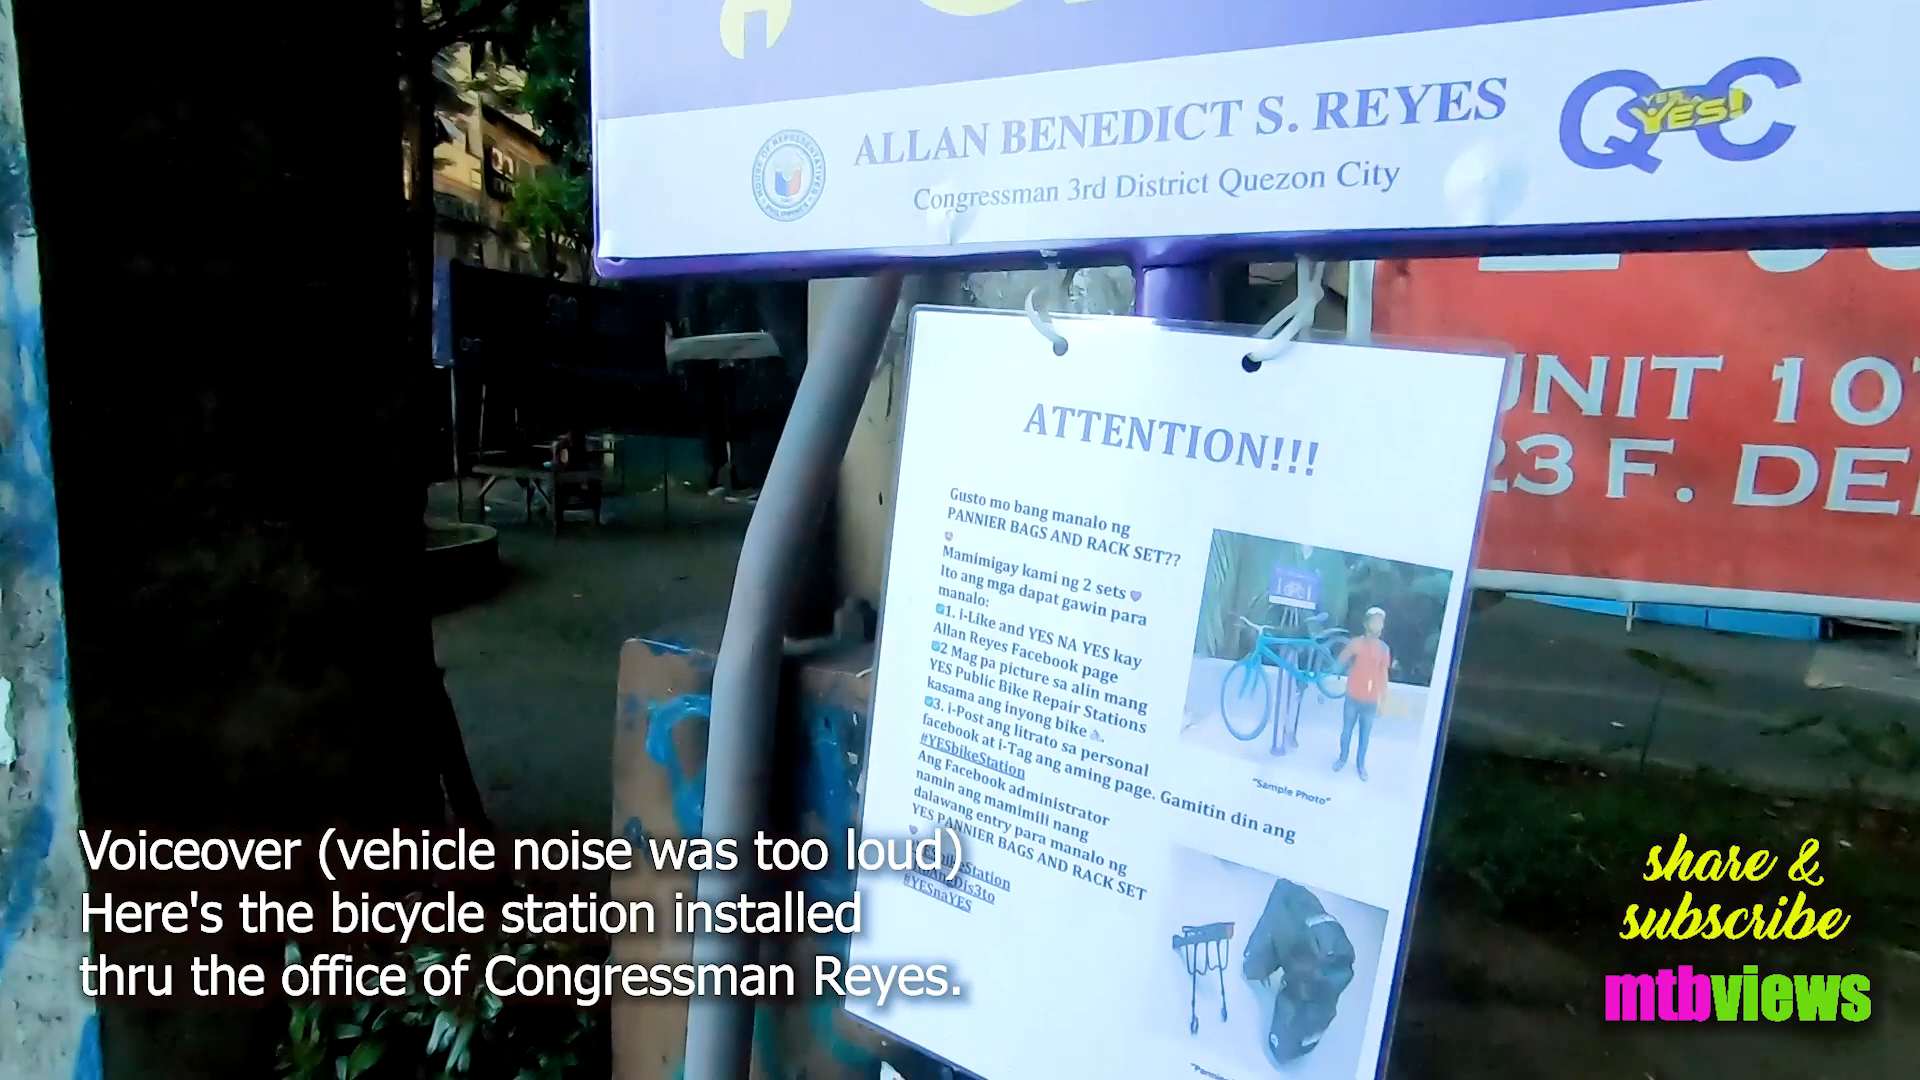 HOUSE OF REPRESENTATIVES
PHILIPPINES
ALLAN BENEDICT S. REYES
Congressman 3rd District Quezon City
QC
YES NA
YES!
UNIT 10
23 F. DE
ATTENTION!!!
Gusto mo bang manalo ng
PANNIER BAGS AND RACK SET??
Mamimigay kami ng 2 sets
Ito ang mga dapat gawin para
manalo:
1. i-Like and YES NA YES kay
Allan Reyes Facebook page
2 Mag pa picture sa alin mang
YES Public Bike Repair Stations
kasama ang inyong bike
3. i-Post ang litrato sa personal
facebook at i-Tag ang aming page. Gamitin din ang
#YESbikeStation
Ang Facebook administrator
namin ang mamimili nang
dalawang entry para manalo ng
YES PANNIER BAGS AND RACK SET
#YESnaYES
"Sample Photo"
Voiceover (vehicle noise was too loud)
Here's the bicycle station installed
thru the office of Congressman Reyes.
share &
subscribe
mtbviews